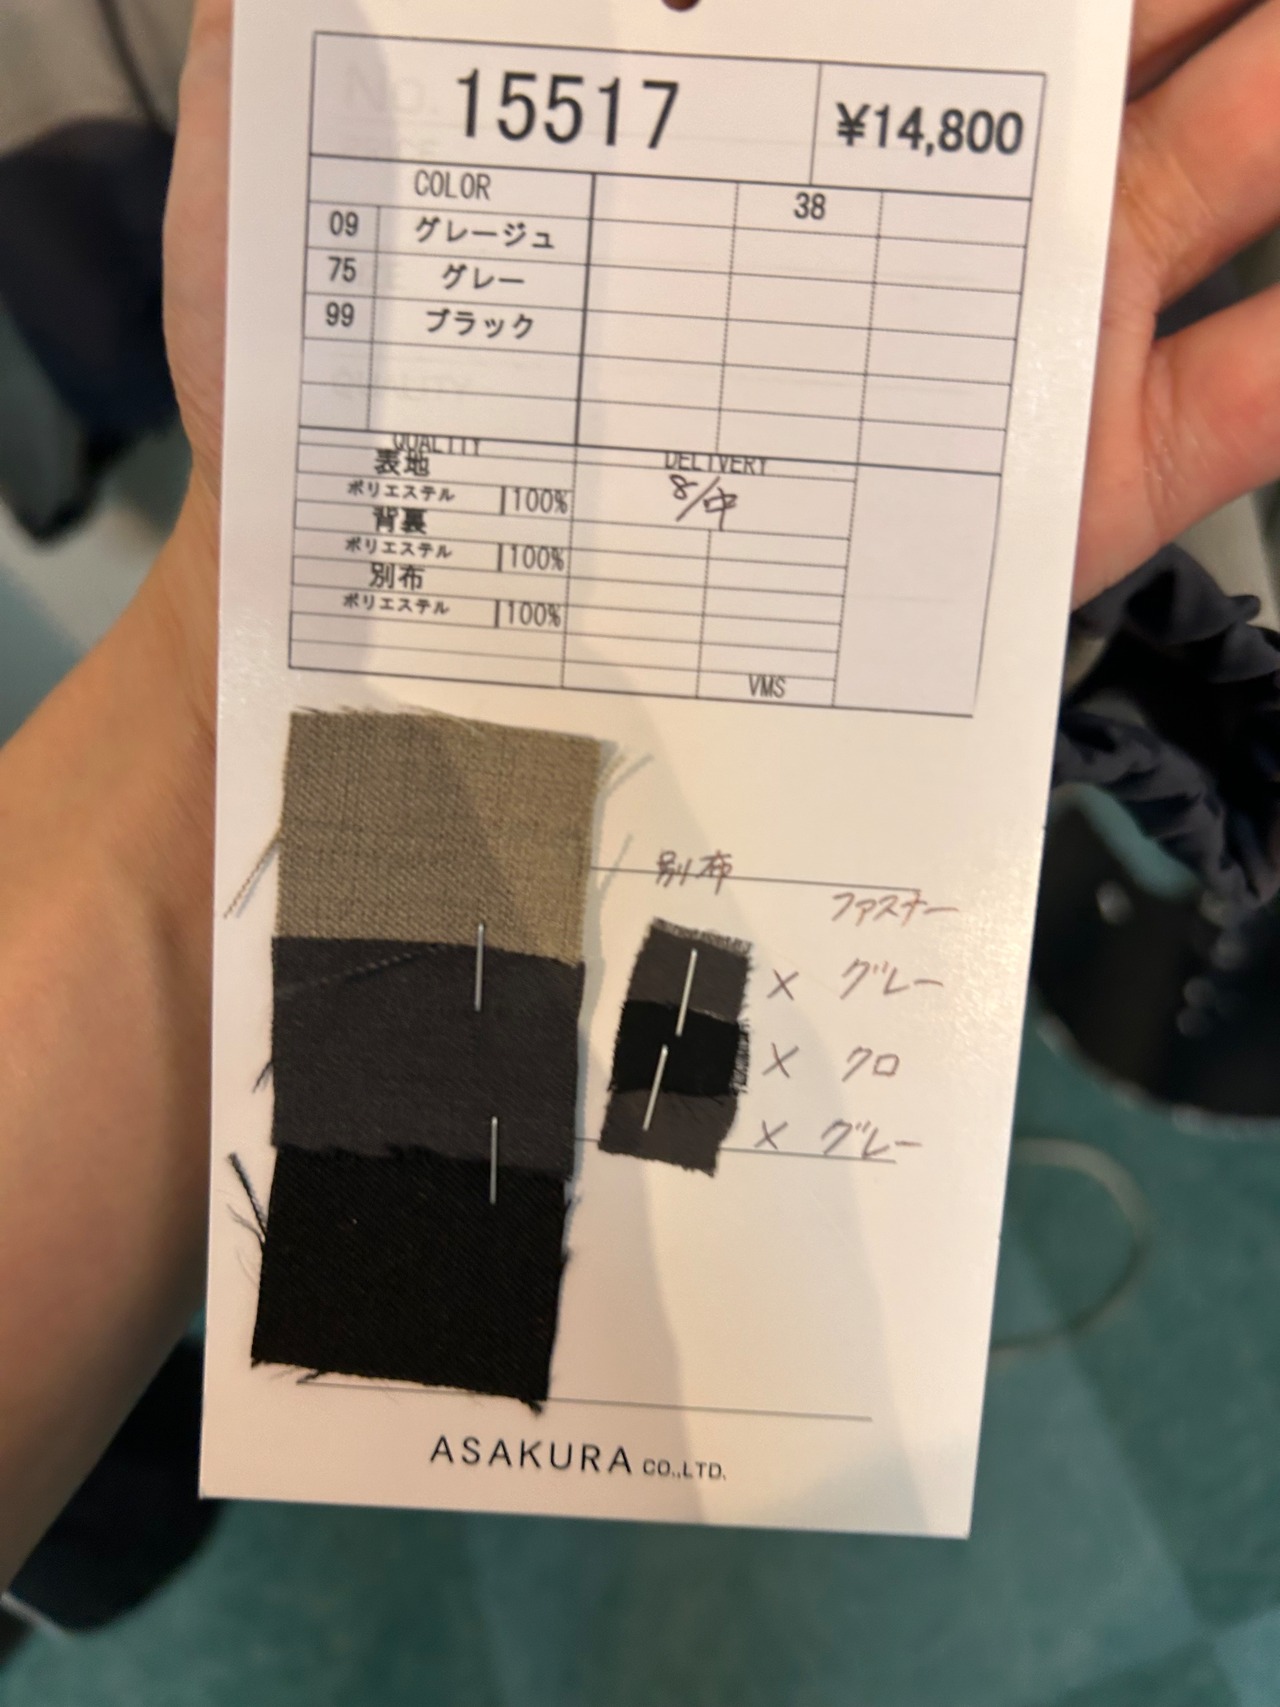 15517 ¥14,800
COLOR 38
09 グレージュ
75 グレー
99 ブラック
QUALITY DELIVERY
表地 8/中
ポリエステル 100%
背裏
ポリエステル 100%
別布
ポリエステル 100%
VMS
別布
ファスナー
× グレー
× クロ
× グレー
ASAKURA CO.,LTD.